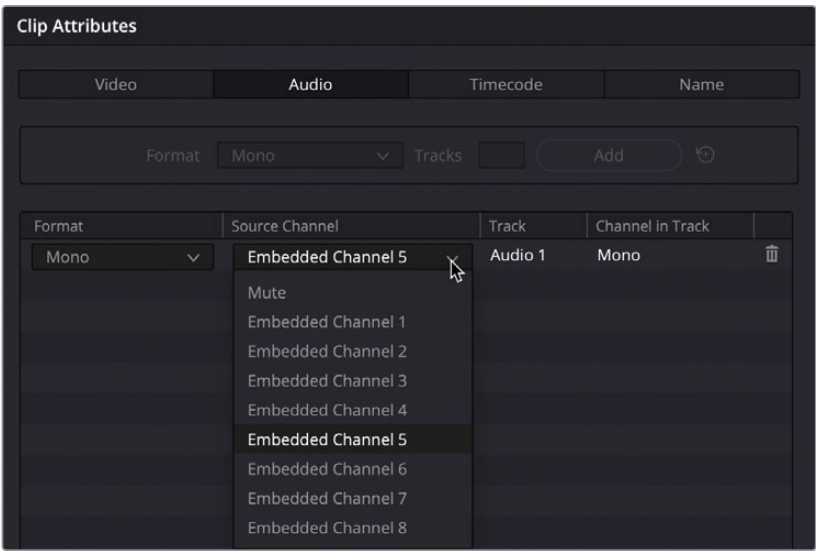 Clip Attributes
Video Audio Timecode Name
Format Mono Tracks Add
Format Source Channel Track Channel in Track
Mono Embedded Channel 5 Audio 1 Mono
Mute
Embedded Channel 1
Embedded Channel 2
Embedded Channel 3
Embedded Channel 4
Embedded Channel 5
Embedded Channel 6
Embedded Channel 7
Embedded Channel 8